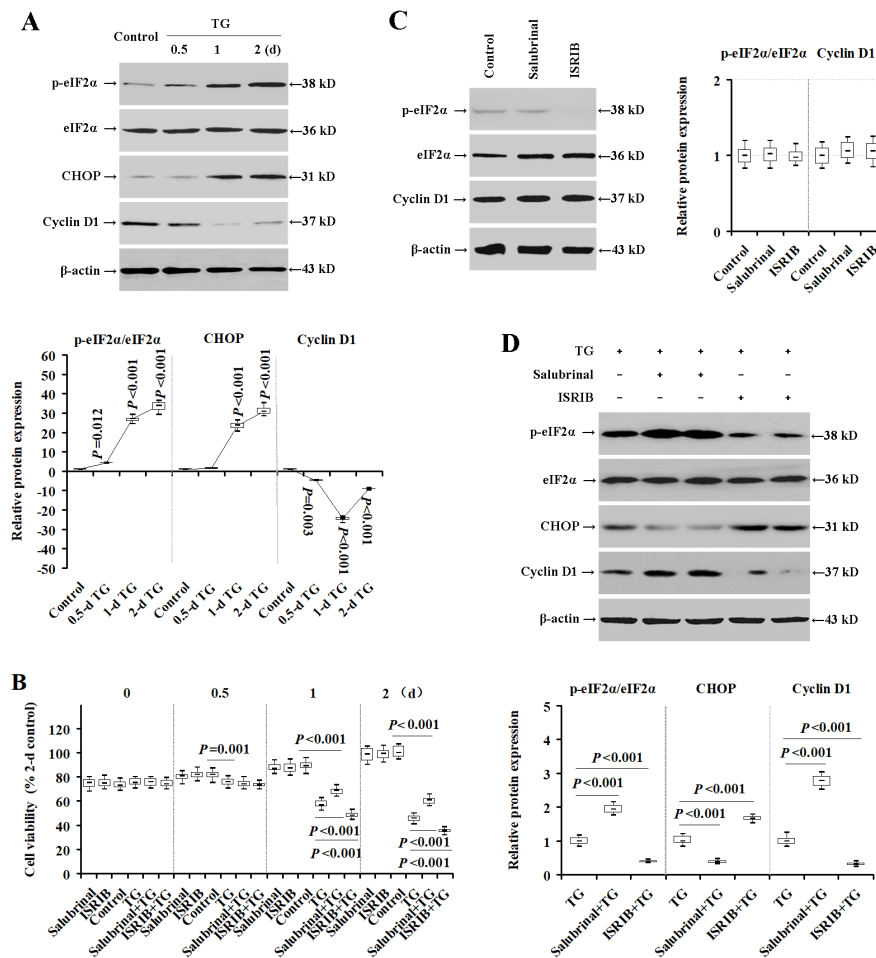 A
TG
Control
0.5 1 2 (d)
p-eIF2α → ←38 kD
eIF2α → ←36 kD
CHOP → ←31 kD
Cyclin D1 → ←37 kD
β-actin → ←43 kD
p-eIF2α/eIF2α CHOP Cyclin D1
Relative protein expression
60
50
40
30
20
10
0
-10
-20
-30
-40
-50
P=0.012
P<0.001
P<0.001
P<0.001
P<0.001
P=0.003
P<0.001
P<0.001
Control
0.5-d TG
1-d TG
2-d TG
Control
0.5-d TG
1-d TG
2-d TG
Control
0.5-d TG
1-d TG
2-d TG
B
0 0.5 1 2 (d)
Cell viability (% 2-d control)
120
100
80
60
40
20
0
P=0.001
P<0.001
P<0.001
P<0.001
P<0.001
P<0.001
P<0.001
Salubrinal
ISRIB
Control
TG
Salubrinal+TG
ISRIB+TG
Salubrinal
ISRIB
Control
TG
Salubrinal+TG
ISRIB+TG
Salubrinal
ISRIB
Control
TG
Salubrinal+TG
ISRIB+TG
Salubrinal
ISRIB
Control
TG
Salubrinal+TG
ISRIB+TG
C
Control
Salubrinal
ISRIB
p-eIF2α → ←38 kD
eIF2α → ←36 kD
Cyclin D1 → ←37 kD
β-actin → ←43 kD
p-eIF2α/eIF2α Cyclin D1
Relative protein expression
2
1
0
Control
Salubrinal
ISRIB
Control
Salubrinal
ISRIB
D
TG + + + + +
Salubrinal − + + − −
ISRIB − − − + +
p-eIF2α → ←38 kD
eIF2α → ←36 kD
CHOP → ←31 kD
Cyclin D1 → ←37 kD
β-actin → ←43 kD
p-eIF2α/eIF2α CHOP Cyclin D1
Relative protein expression
5
4
3
2
1
0
P<0.001
P<0.001
P<0.001
P<0.001
P<0.001
P<0.001
TG
Salubrinal+TG
ISRIB+TG
TG
Salubrinal+TG
ISRIB+TG
TG
Salubrinal+TG
ISRIB+TG